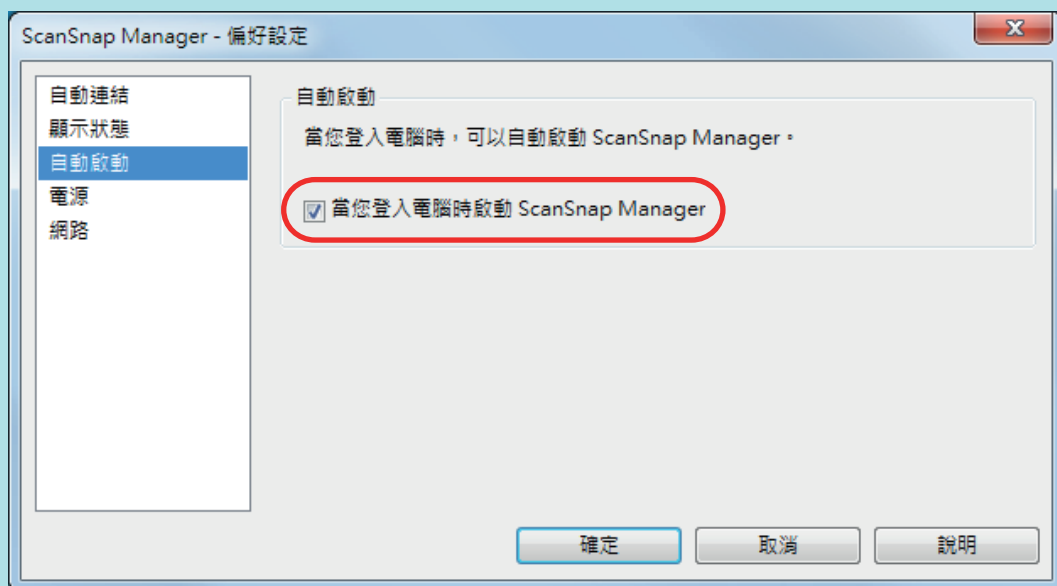 ScanSnap Manager - 偏好設定
自動連結
顯示狀態
自動啟動
電源
網路
自動啟動
當您登入電腦時，可以自動啟動 ScanSnap Manager。
當您登入電腦時啟動 ScanSnap Manager
確定
取消
說明